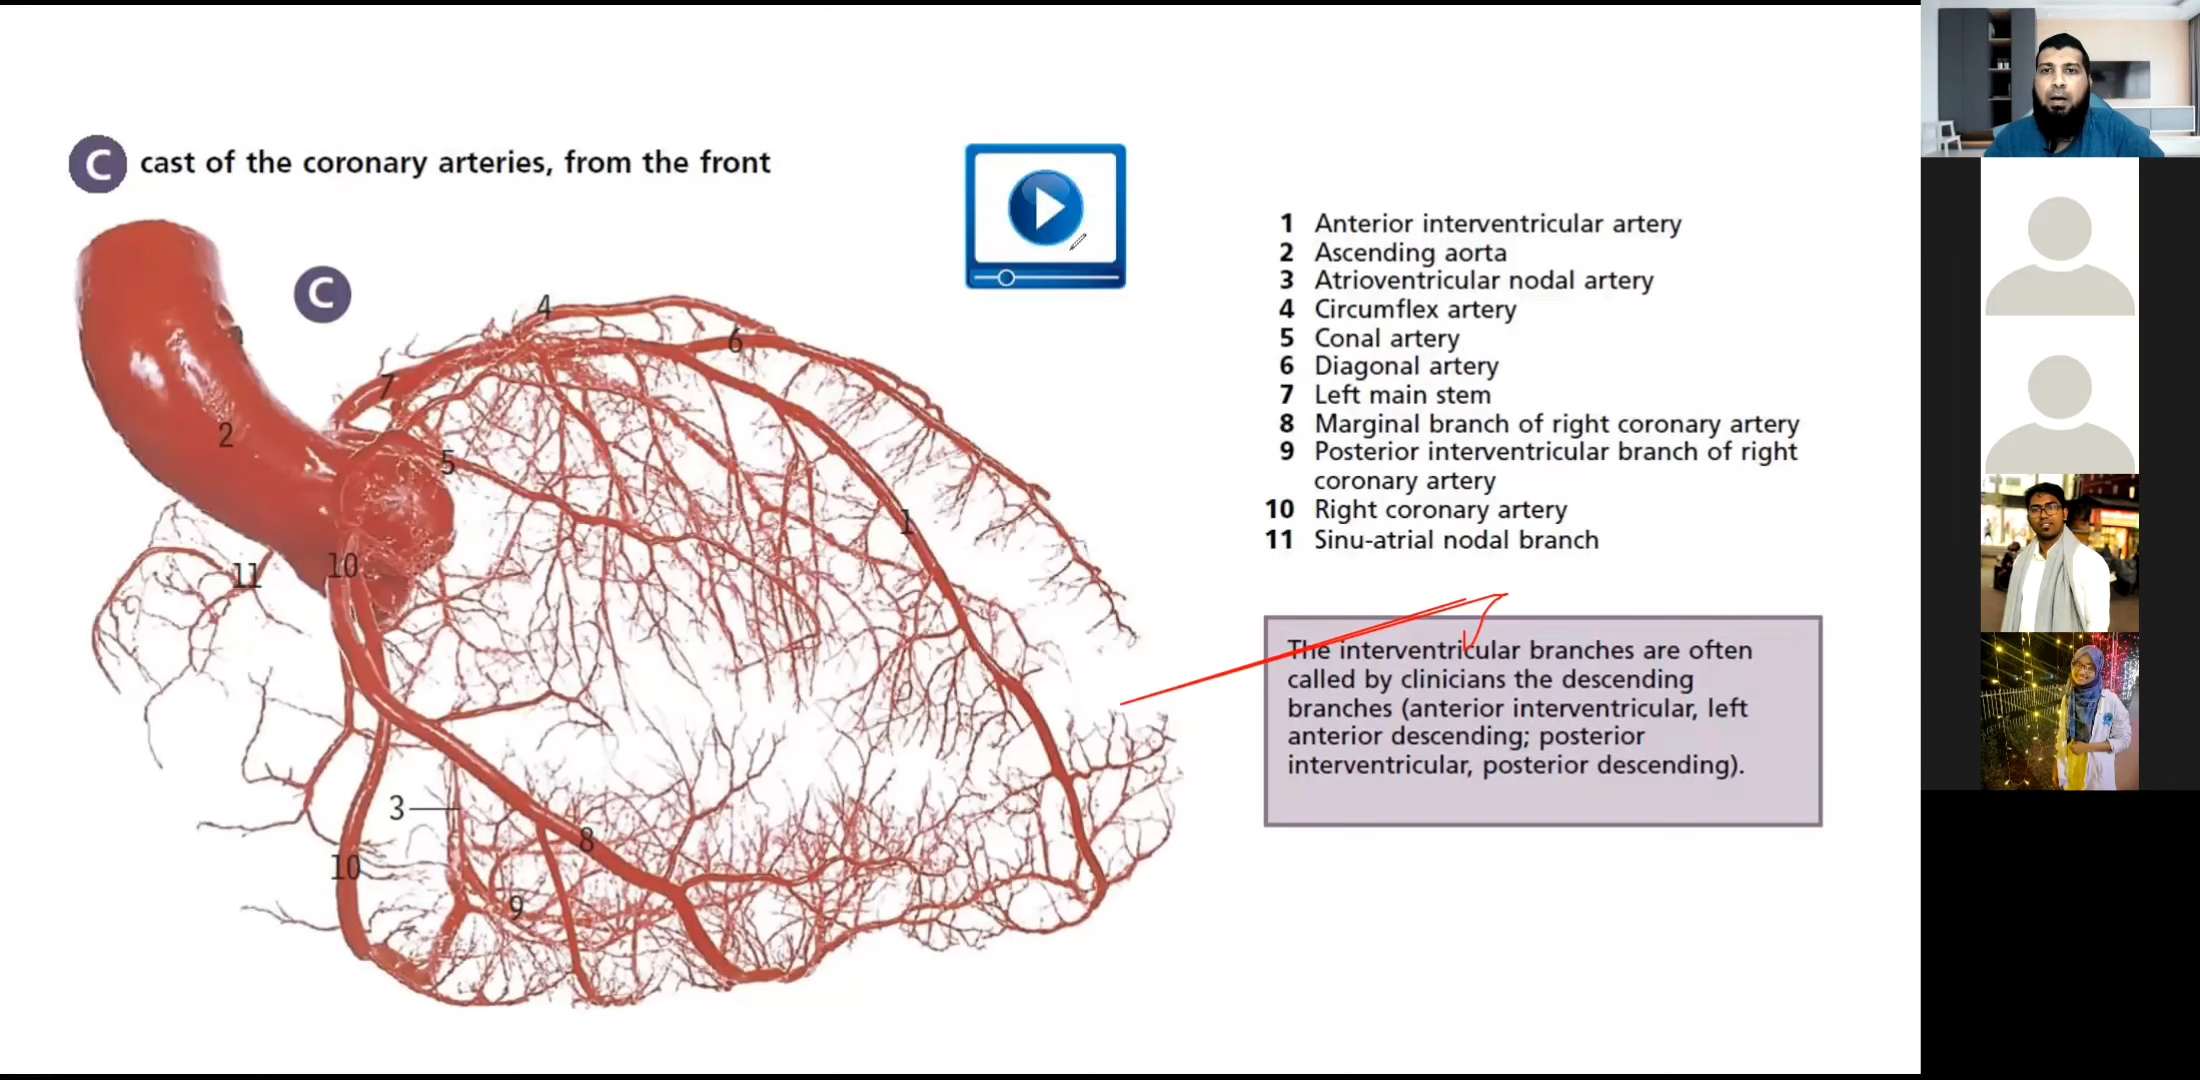 C cast of the coronary arteries, from the front
C
4
6
7
2
5
1
10
11
3
8
10
9
1 Anterior interventricular artery
2 Ascending aorta
3 Atrioventricular nodal artery
4 Circumflex artery
5 Conal artery
6 Diagonal artery
7 Left main stem
8 Marginal branch of right coronary artery
9 Posterior interventricular branch of right
coronary artery
10 Right coronary artery
11 Sinu-atrial nodal branch
The interventricular branches are often
called by clinicians the descending
branches (anterior interventricular, left
anterior descending; posterior
interventricular, posterior descending).